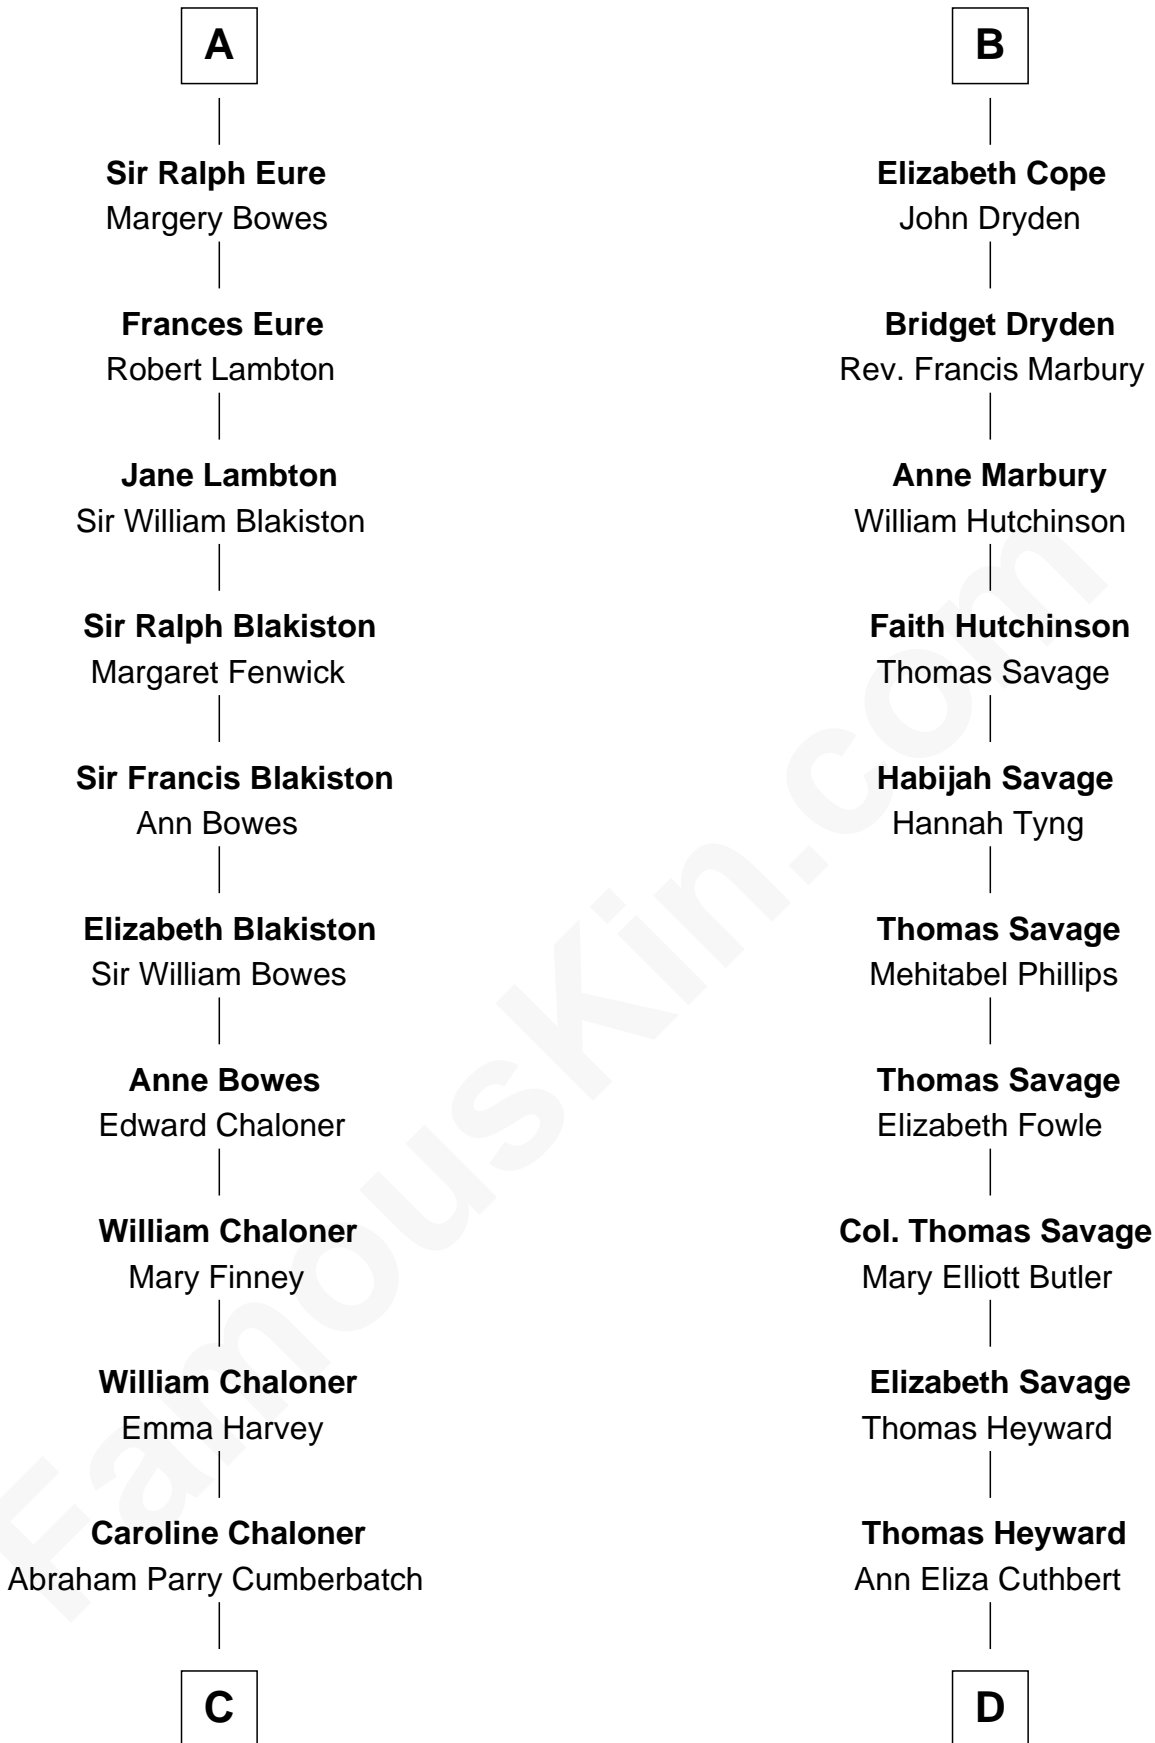 A
Sir Ralph Eure
Margery Bowes
Frances Eure
Robert Lambton
Jane Lambton
Sir William Blakiston
Sir Ralph Blakiston
Margaret Fenwick
Sir Francis Blakiston
Ann Bowes
Elizabeth Blakiston
Sir William Bowes
Anne Bowes
Edward Chaloner
William Chaloner
Mary Finney
William Chaloner
Emma Harvey
Caroline Chaloner
Abraham Parry Cumberbatch
C
B
Elizabeth Cope
John Dryden
Bridget Dryden
Rev. Francis Marbury
Anne Marbury
William Hutchinson
Faith Hutchinson
Thomas Savage
Habijah Savage
Hannah Tyng
Thomas Savage
Mehitabel Phillips
Thomas Savage
Elizabeth Fowle
Col. Thomas Savage
Mary Elliott Butler
Elizabeth Savage
Thomas Heyward
Thomas Heyward
Ann Eliza Cuthbert
D
FamousKin.com